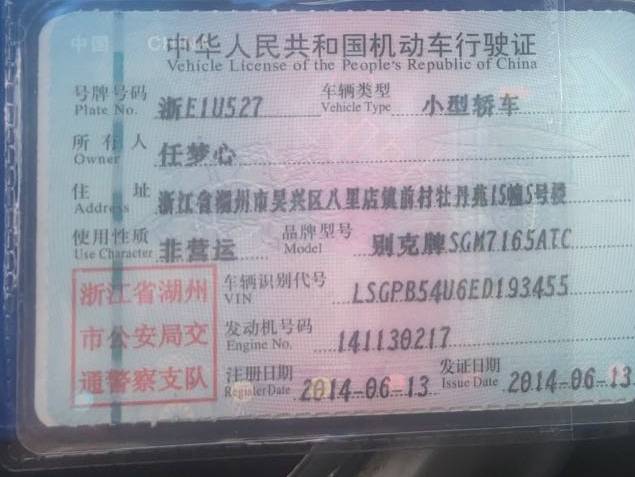 中国 CHINA
中华人民共和国机动车行驶证
Vehicle License of the People's Republic of China
号牌号码 浙E1U527 车辆类型 小型轿车
Plate No. Vehicle Type
所有人 任梦心
Owner
住址 浙江省湖州市吴兴区八里店镇前村牡丹苑15幢5号楼
Address
使用性质 非营运 品牌型号 别克牌SGM7165ATC
Use Character Model
浙江省湖州
市公安局交
通警察支队
车辆识别代号 LSGPB54U6ED193455
VIN
发动机号码 141130217
Engine No.
注册日期 2014-06-13 发证日期 2014-06-13
Register Date Issue Date